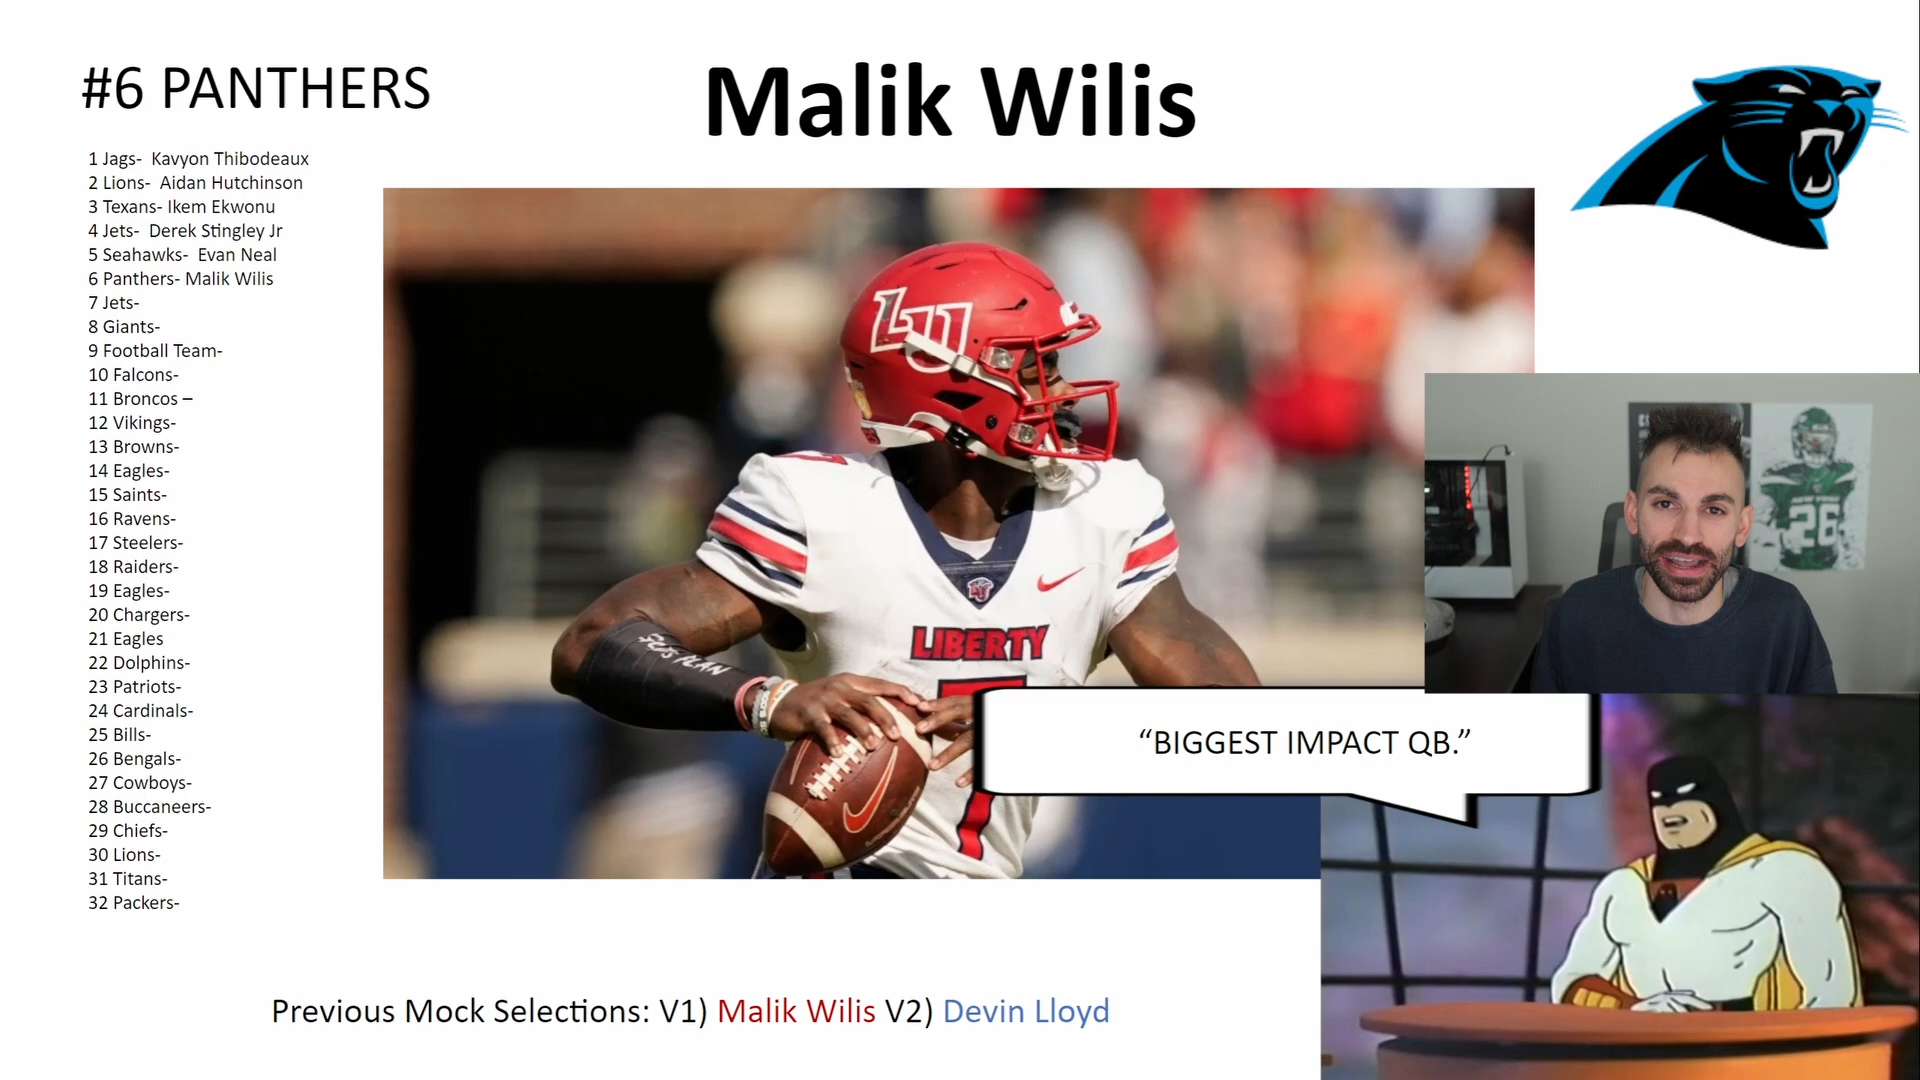 #6 PANTHERS
Malik Wilis
1 Jags- Kavyon Thibodeaux
2 Lions- Aidan Hutchinson
3 Texans- Ikem Ekwonu
4 Jets- Derek Stingley Jr
5 Seahawks- Evan Neal
6 Panthers- Malik Wilis
7 Jets-
8 Giants-
9 Football Team-
10 Falcons-
11 Broncos –
12 Vikings-
13 Browns-
14 Eagles-
15 Saints-
16 Ravens-
17 Steelers-
18 Raiders-
19 Eagles-
20 Chargers-
21 Eagles
22 Dolphins-
23 Patriots-
24 Cardinals-
25 Bills-
26 Bengals-
27 Cowboys-
28 Buccaneers-
29 Chiefs-
30 Lions-
31 Titans-
32 Packers-
LU
LIBERTY
7
NEW YORK
26
“BIGGEST IMPACT QB.”
Previous Mock Selections: V1) Malik Wilis V2) Devin Lloyd